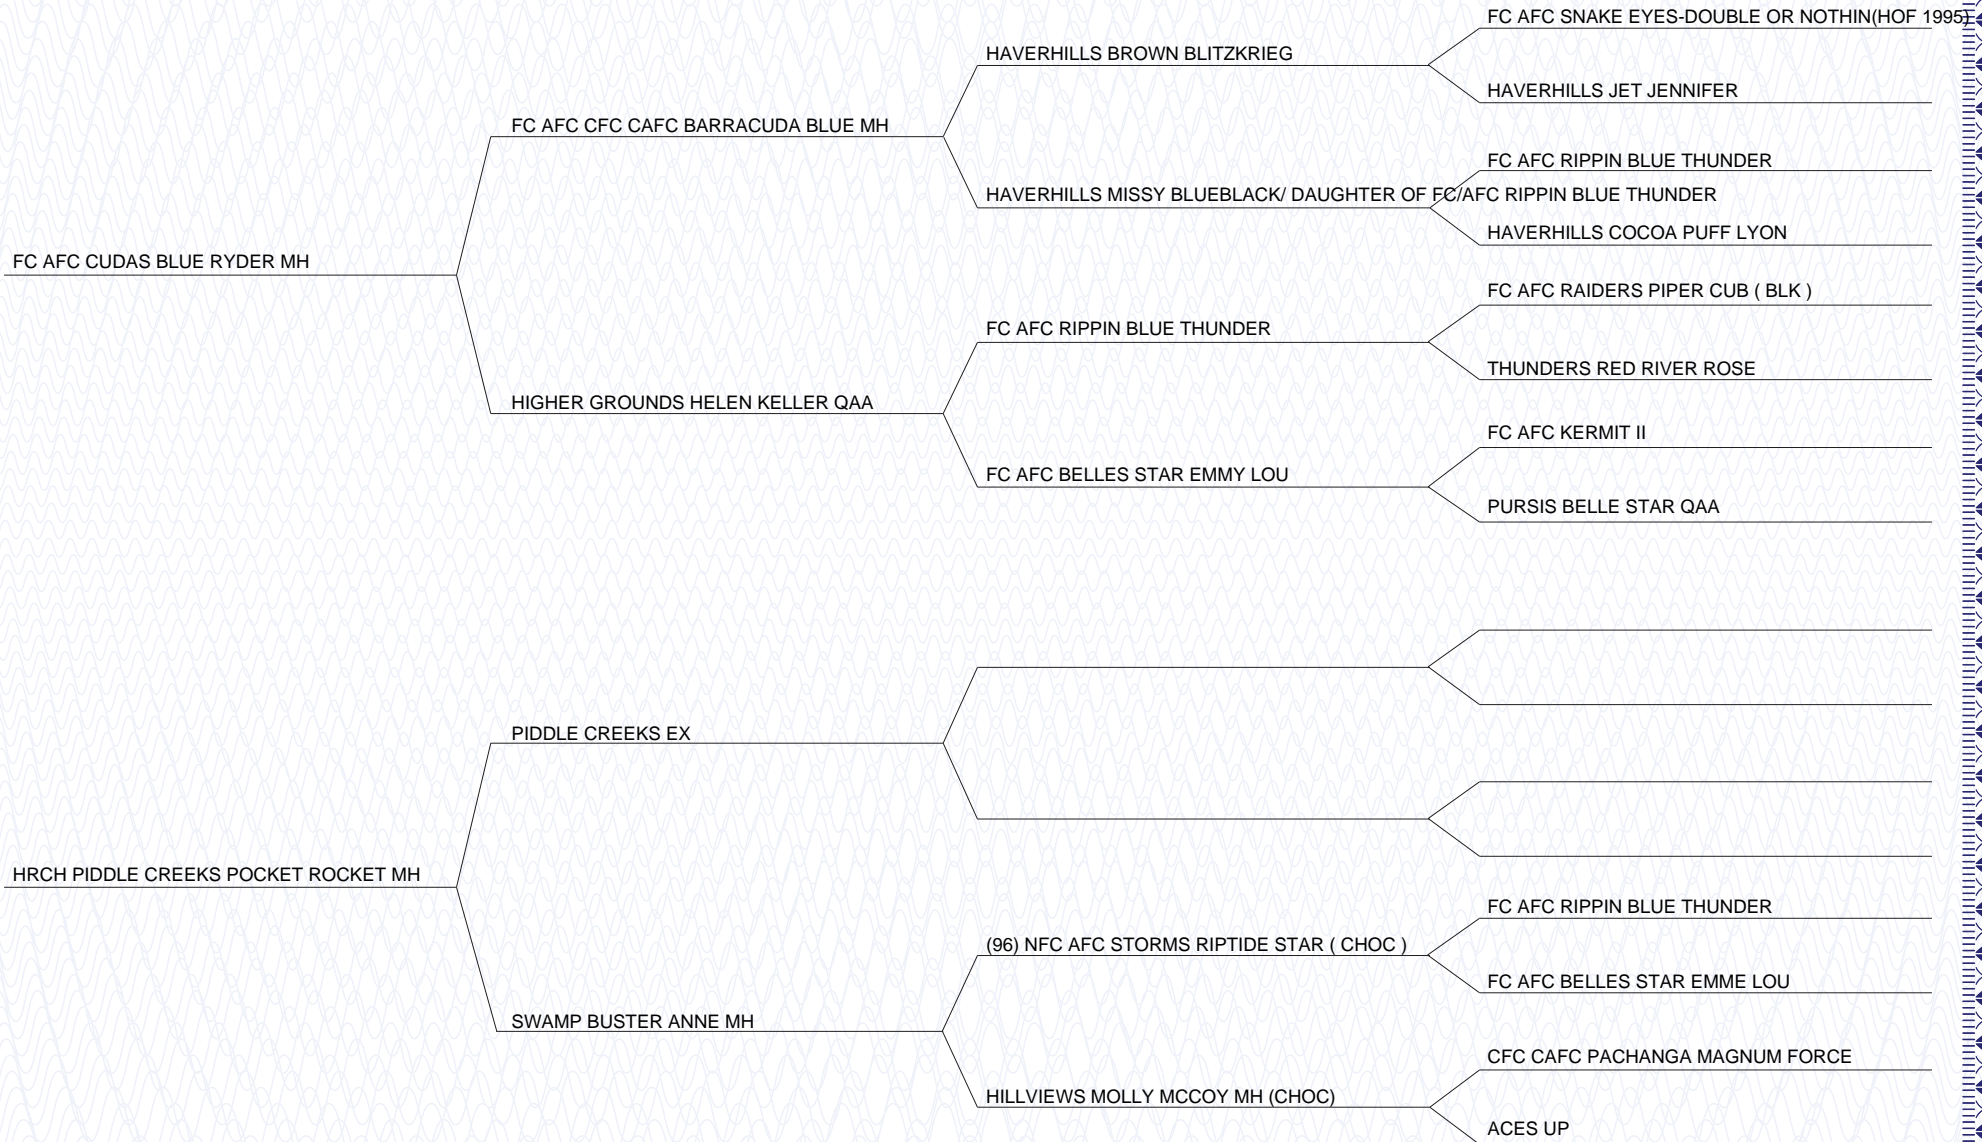 FC AFC SNAKE EYES-DOUBLE OR NOTHIN(HOF 1995)
HAVERHILLS BROWN BLITZKRIEG
HAVERHILLS JET JENNIFER
FC AFC CFC CAFC BARRACUDA BLUE MH
FC AFC RIPPIN BLUE THUNDER
HAVERHILLS MISSY BLUEBLACK/ DAUGHTER OF FC/AFC RIPPIN BLUE THUNDER
HAVERHILLS COCOA PUFF LYON
FC AFC CUDAS BLUE RYDER MH
FC AFC RAIDERS PIPER CUB ( BLK )
FC AFC RIPPIN BLUE THUNDER
THUNDERS RED RIVER ROSE
HIGHER GROUNDS HELEN KELLER QAA
FC AFC KERMIT II
FC AFC BELLES STAR EMMY LOU
PURSIS BELLE STAR QAA
PIDDLE CREEKS EX
HRCH PIDDLE CREEKS POCKET ROCKET MH
FC AFC RIPPIN BLUE THUNDER
(96) NFC AFC STORMS RIPTIDE STAR ( CHOC )
FC AFC BELLES STAR EMME LOU
SWAMP BUSTER ANNE MH
CFC CAFC PACHANGA MAGNUM FORCE
HILLVIEWS MOLLY MCCOY MH (CHOC)
ACES UP